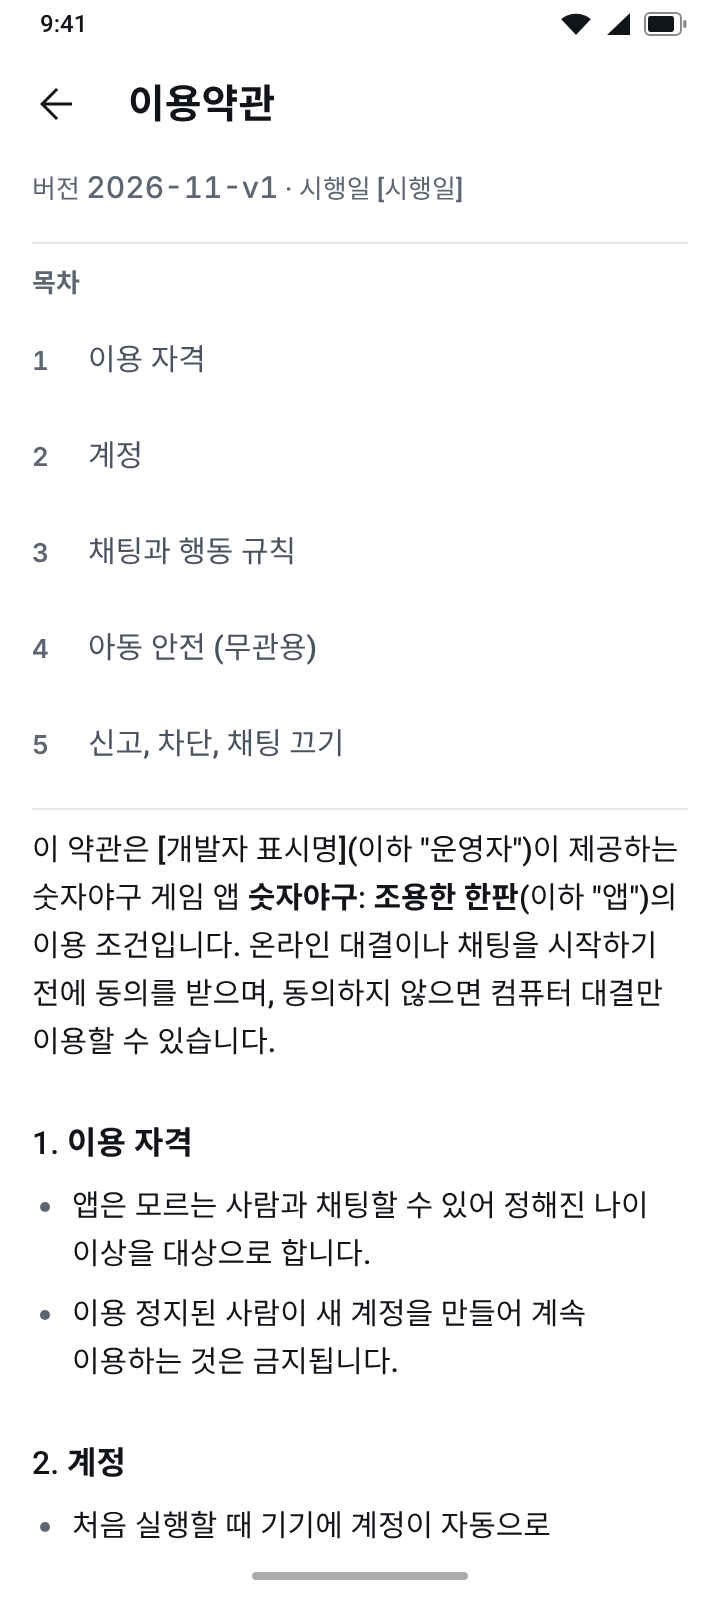 9:41
이용약관
버전 2026-11-v1 · 시행일 [시행일]
목차
1 이용 자격
2 계정
3 채팅과 행동 규칙
4 아동 안전 (무관용)
5 신고, 차단, 채팅 끄기
이 약관은 [개발자 표시명](이하 "운영자")이 제공하는
숫자야구 게임 앱 숫자야구: 조용한 한판(이하 "앱")의
이용 조건입니다. 온라인 대결이나 채팅을 시작하기
전에 동의를 받으며, 동의하지 않으면 컴퓨터 대결만
이용할 수 있습니다.
1. 이용 자격
• 앱은 모르는 사람과 채팅할 수 있어 정해진 나이
이상을 대상으로 합니다.
• 이용 정지된 사람이 새 계정을 만들어 계속
이용하는 것은 금지됩니다.
2. 계정
• 처음 실행할 때 기기에 계정이 자동으로